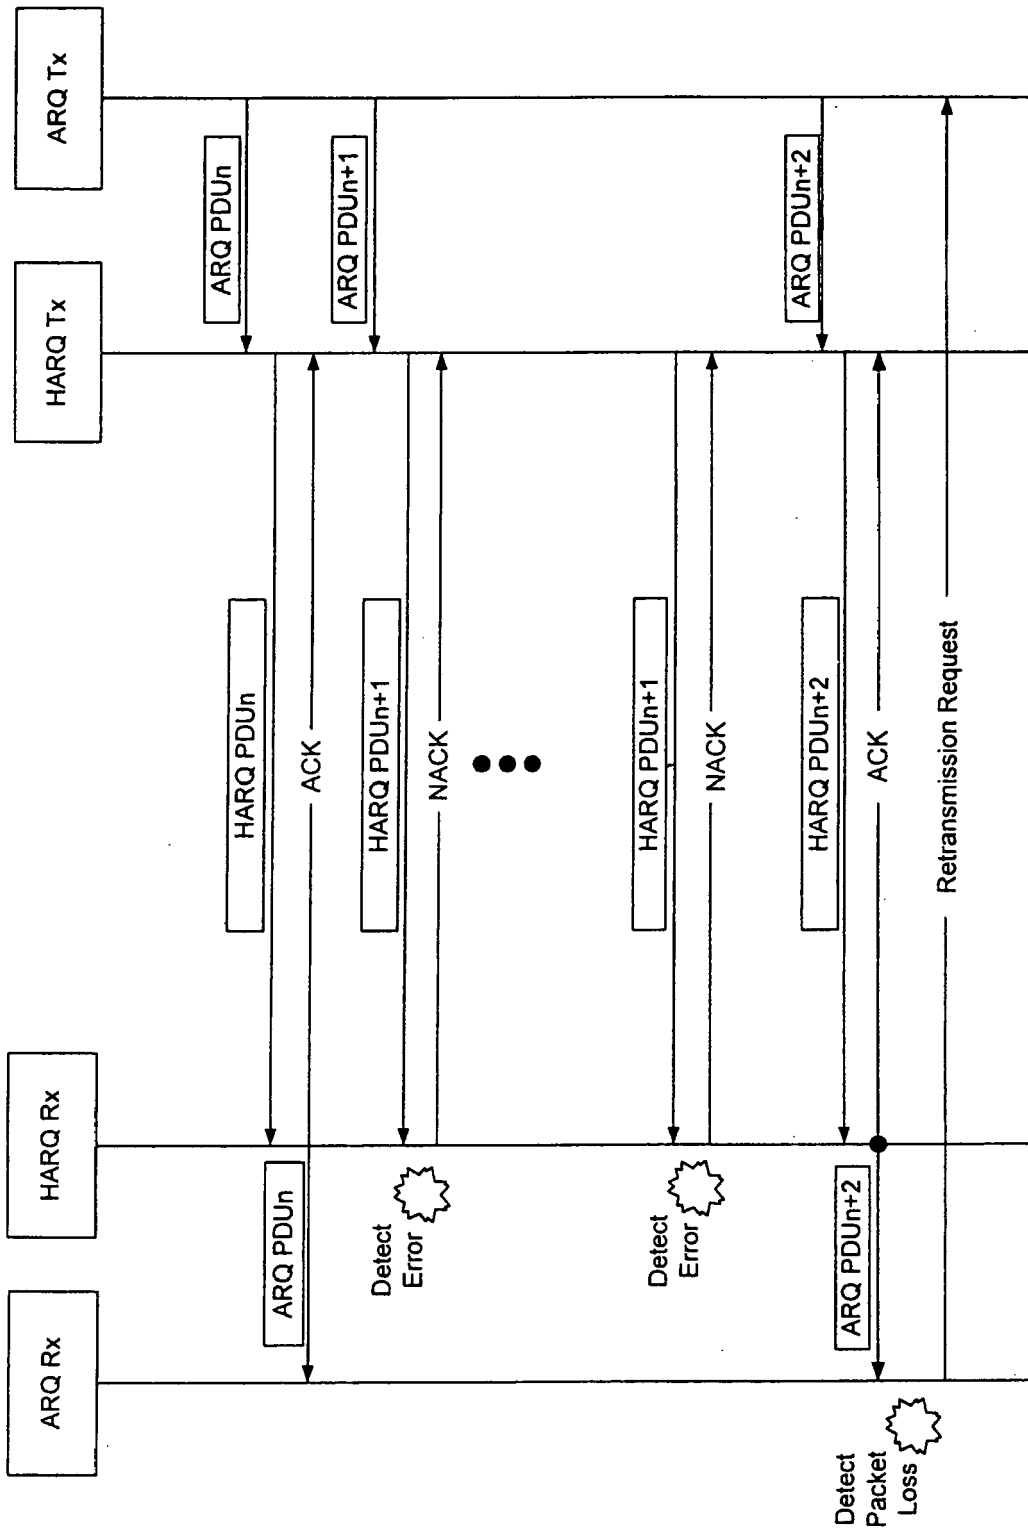 ARQ Rx
HARQ Rx
HARQ Tx
ARQ Tx
ARQ PDUn
HARQ PDUn
ARQ PDUn
ACK
ARQ PDUn+1
HARQ PDUn+1
Detect
Error
NACK
HARQ PDUn+1
Detect
Error
NACK
ARQ PDUn+2
HARQ PDUn+2
ARQ PDUn+2
ACK
Detect
Packet
Loss
Retransmission Request